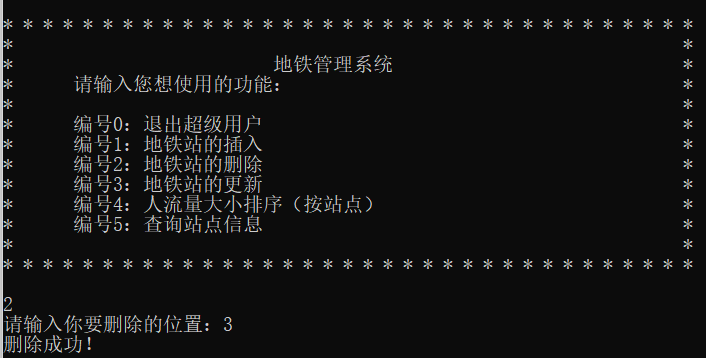 * * * * * * * * * * * * * * * * * * * * * * * * * * * * * * * * * * *
* *
* 地铁管理系统 *
* 请输入您想使用的功能： *
* *
* 编号0：退出超级用户 *
* 编号1：地铁站的插入 *
* 编号2：地铁站的删除 *
* 编号3：地铁站的更新 *
* 编号4：人流量大小排序（按站点） *
* 编号5：查询站点信息 *
* *
* * * * * * * * * * * * * * * * * * * * * * * * * * * * * * * * * * *
2
请输入你要删除的位置：3
删除成功！